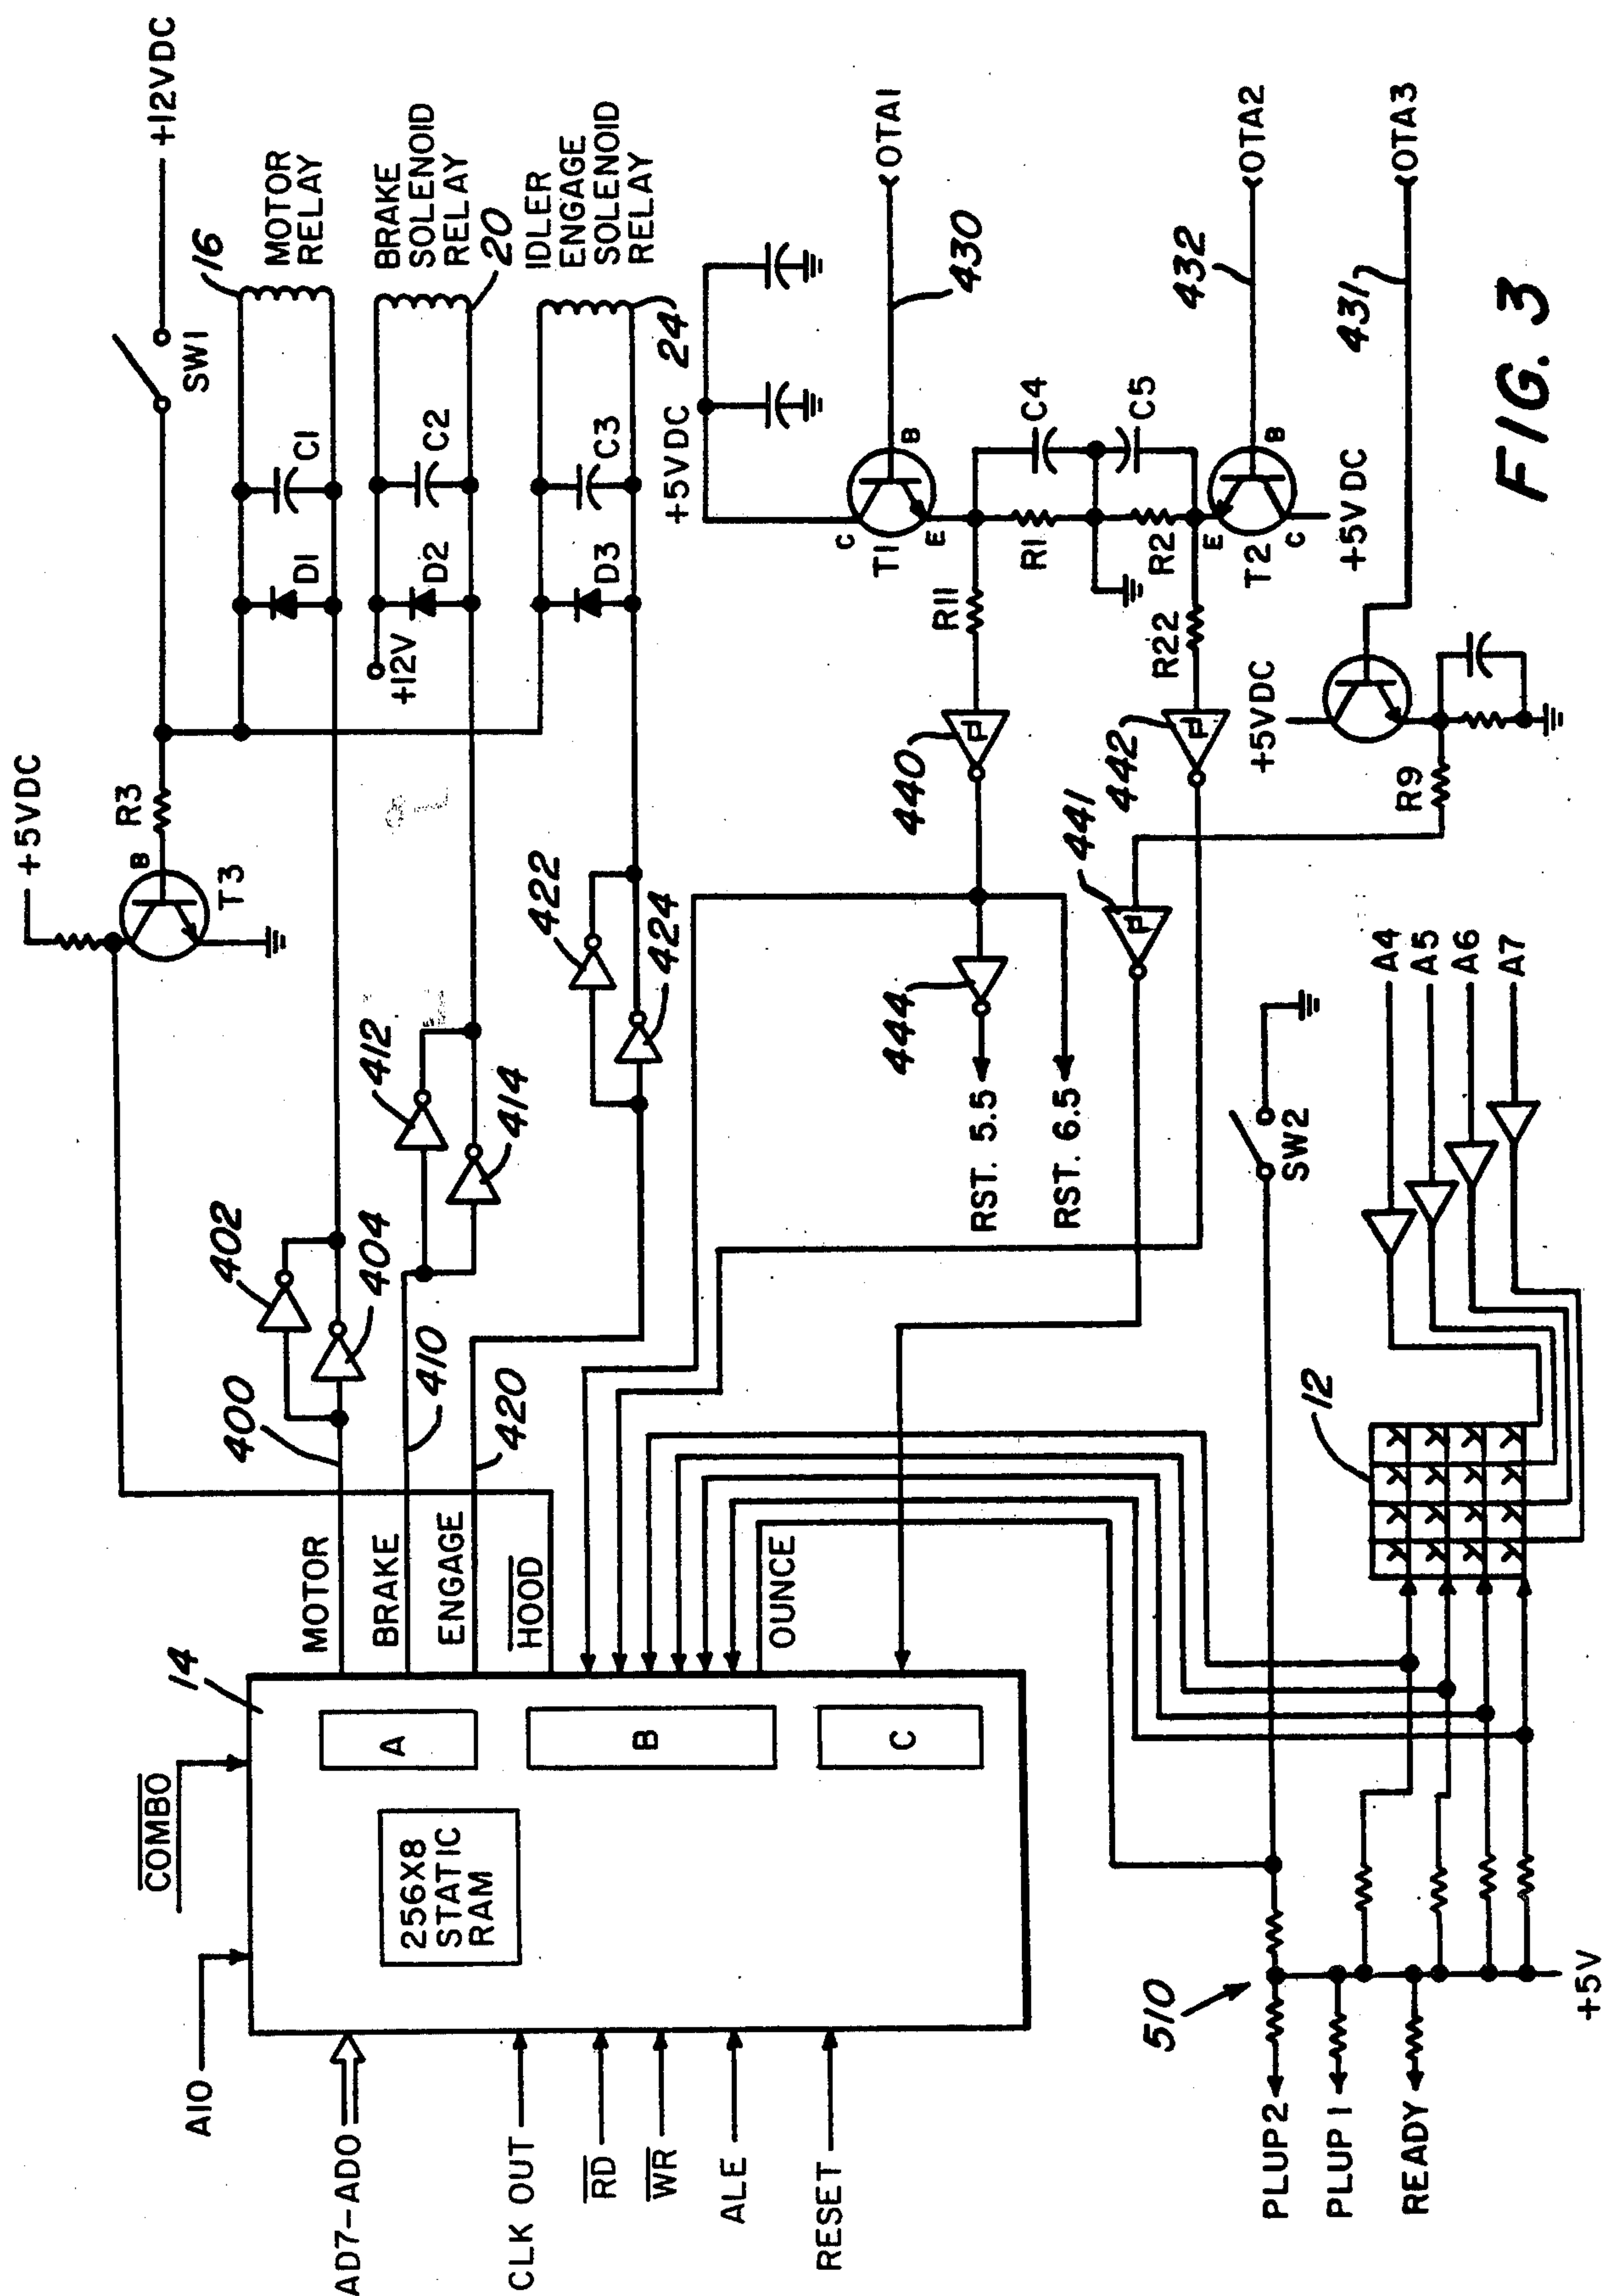 +5VDC
R3
B
T3
+12VDC
SW1
16
D1
C1
MOTOR
RELAY
+12V
D2
C2
BRAKE
SOLENOID
RELAY
20
D3
C3
IDLER
ENGAGE
SOLENOID
RELAY
24
402
404
400
412
414
410
422
424
420
COMBO
A10
14
AD7-AD0
CLK OUT
RD
WR
ALE
RESET
256X8
STATIC
RAM
A
B
C
MOTOR
BRAKE
ENGAGE
HOOD
OUNCE
+5VDC
C
B
E
T1
430
OTA1
R11
R1
C4
R2
C5
R22
E
B
C
T2
432
OTA2
+5VDC
+5VDC
431
OTA3
R9
440
442
441
444
RST. 5.5
RST. 6.5
SW2
A4
A5
A6
A7
12
510
PLUP2
PLUP 1
READY
+5V
FIG. 3